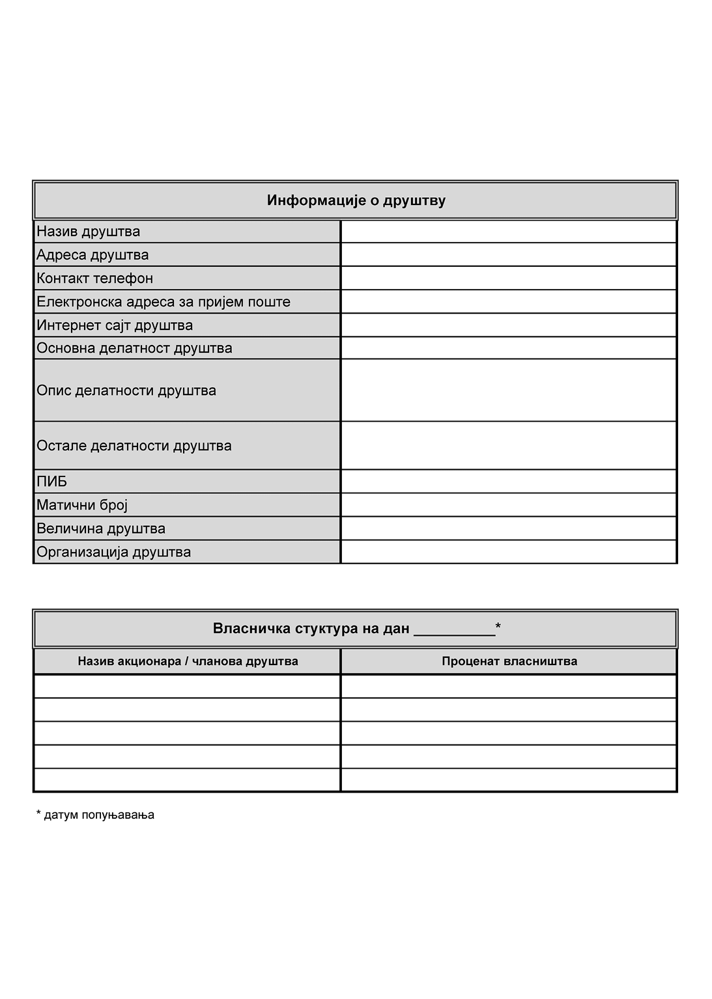 Информације о друштву
Назив друштва
Адреса друштва
Контакт телефон
Електронска адреса за пријем поште
Интернет сајт друштва
Основна делатност друштва
Опис делатности друштва
Остале делатности друштва
ПИБ
Матични број
Величина друштва
Организација друштва
Власничка стуктура на дан __________*
Назив акционара / чланова друштва
Проценат власништва
* датум попуњавања